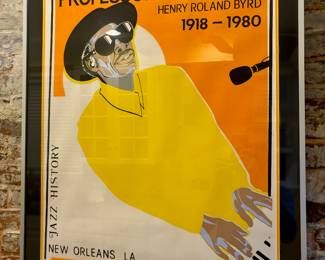 HENRY ROLAND BYRD
1918 – 1980
JAZZ HISTORY
NEW ORLEANS, LA